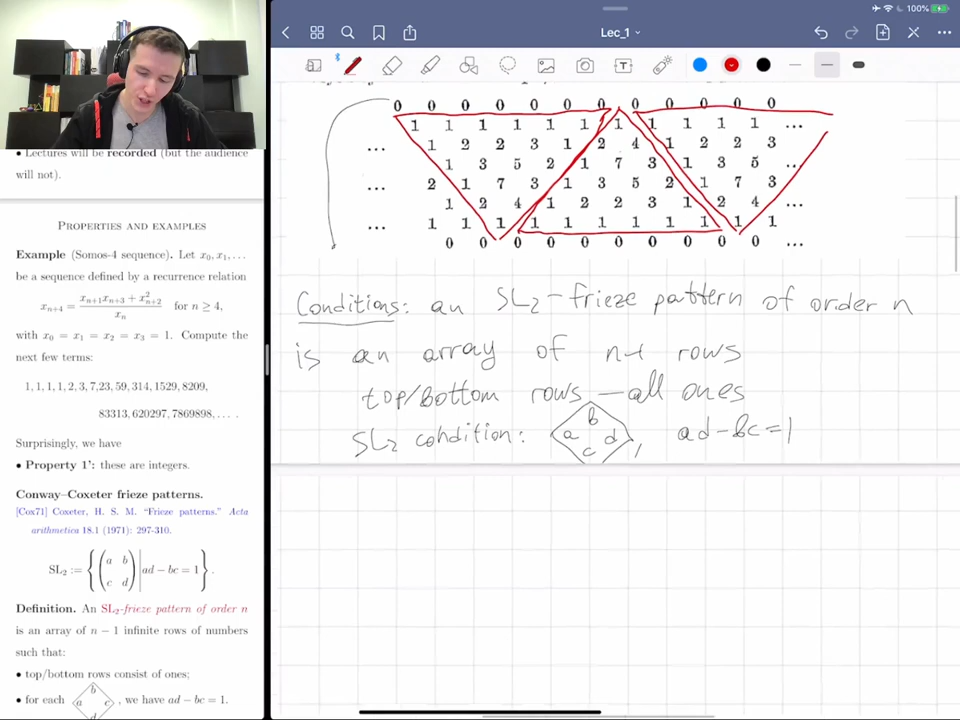 100%
Lec_1
• Lectures will be recorded (but the audience
will not).
PROPERTIES AND EXAMPLES
Example (Somos-4 sequence). Let x₀, x₁, . . .
be a sequence defined by a recurrence relation
xₙ₊₄ = (xₙ₊₁xₙ₊₃ + x²ₙ₊₂) / xₙ for n ≥ 4,
with x₀ = x₁ = x₂ = x₃ = 1. Compute the
next few terms:
1, 1, 1, 1, 2, 3, 7, 23, 59, 314, 1529, 8209,
83313, 620297, 7869898, . . . .
Surprisingly, we have
• Property 1’: these are integers.
Conway–Coxeter frieze patterns.
[Cox71] Coxeter, H. S. M. “Frieze patterns.” Acta
arithmetica 18.1 (1971): 297-310.
SL₂ := { ( a b c d ) | ad − bc = 1 } .
Definition. An SL₂-frieze pattern of order n
is an array of n − 1 infinite rows of numbers
such that:
• top/bottom rows consist of ones;
b
• for each a c , we have ad − bc = 1.
d
0 0 0 0 0 0 0 0 0 0 0 0
1 1 1 1 1 1 1 1 1 1 1 ...
... 1 2 2 3 1 2 4 1 2 2 3
1 3 5 2 1 7 3 1 3 5 ...
... 2 1 7 3 1 3 5 2 1 7 3
1 2 4 1 2 2 3 1 2 4 ...
... 1 1 1 1 1 1 1 1 1 1 1
0 0 0 0 0 0 0 0 0 0 ...
Conditions: an SL₂-frieze pattern of order n
is an array of n-1 rows
top/bottom rows – all ones
SL₂ condition: a b c d , ad-bc=1